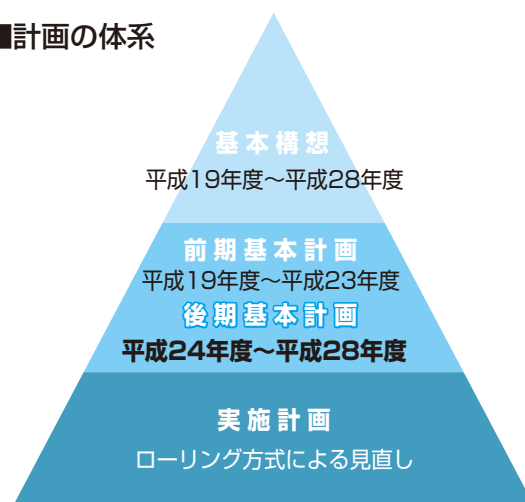 ■計画の体系
基本構想
平成19年度〜平成28年度
前期基本計画
平成19年度〜平成23年度
後期基本計画
平成24年度〜平成28年度
実施計画
ローリング方式による見直し